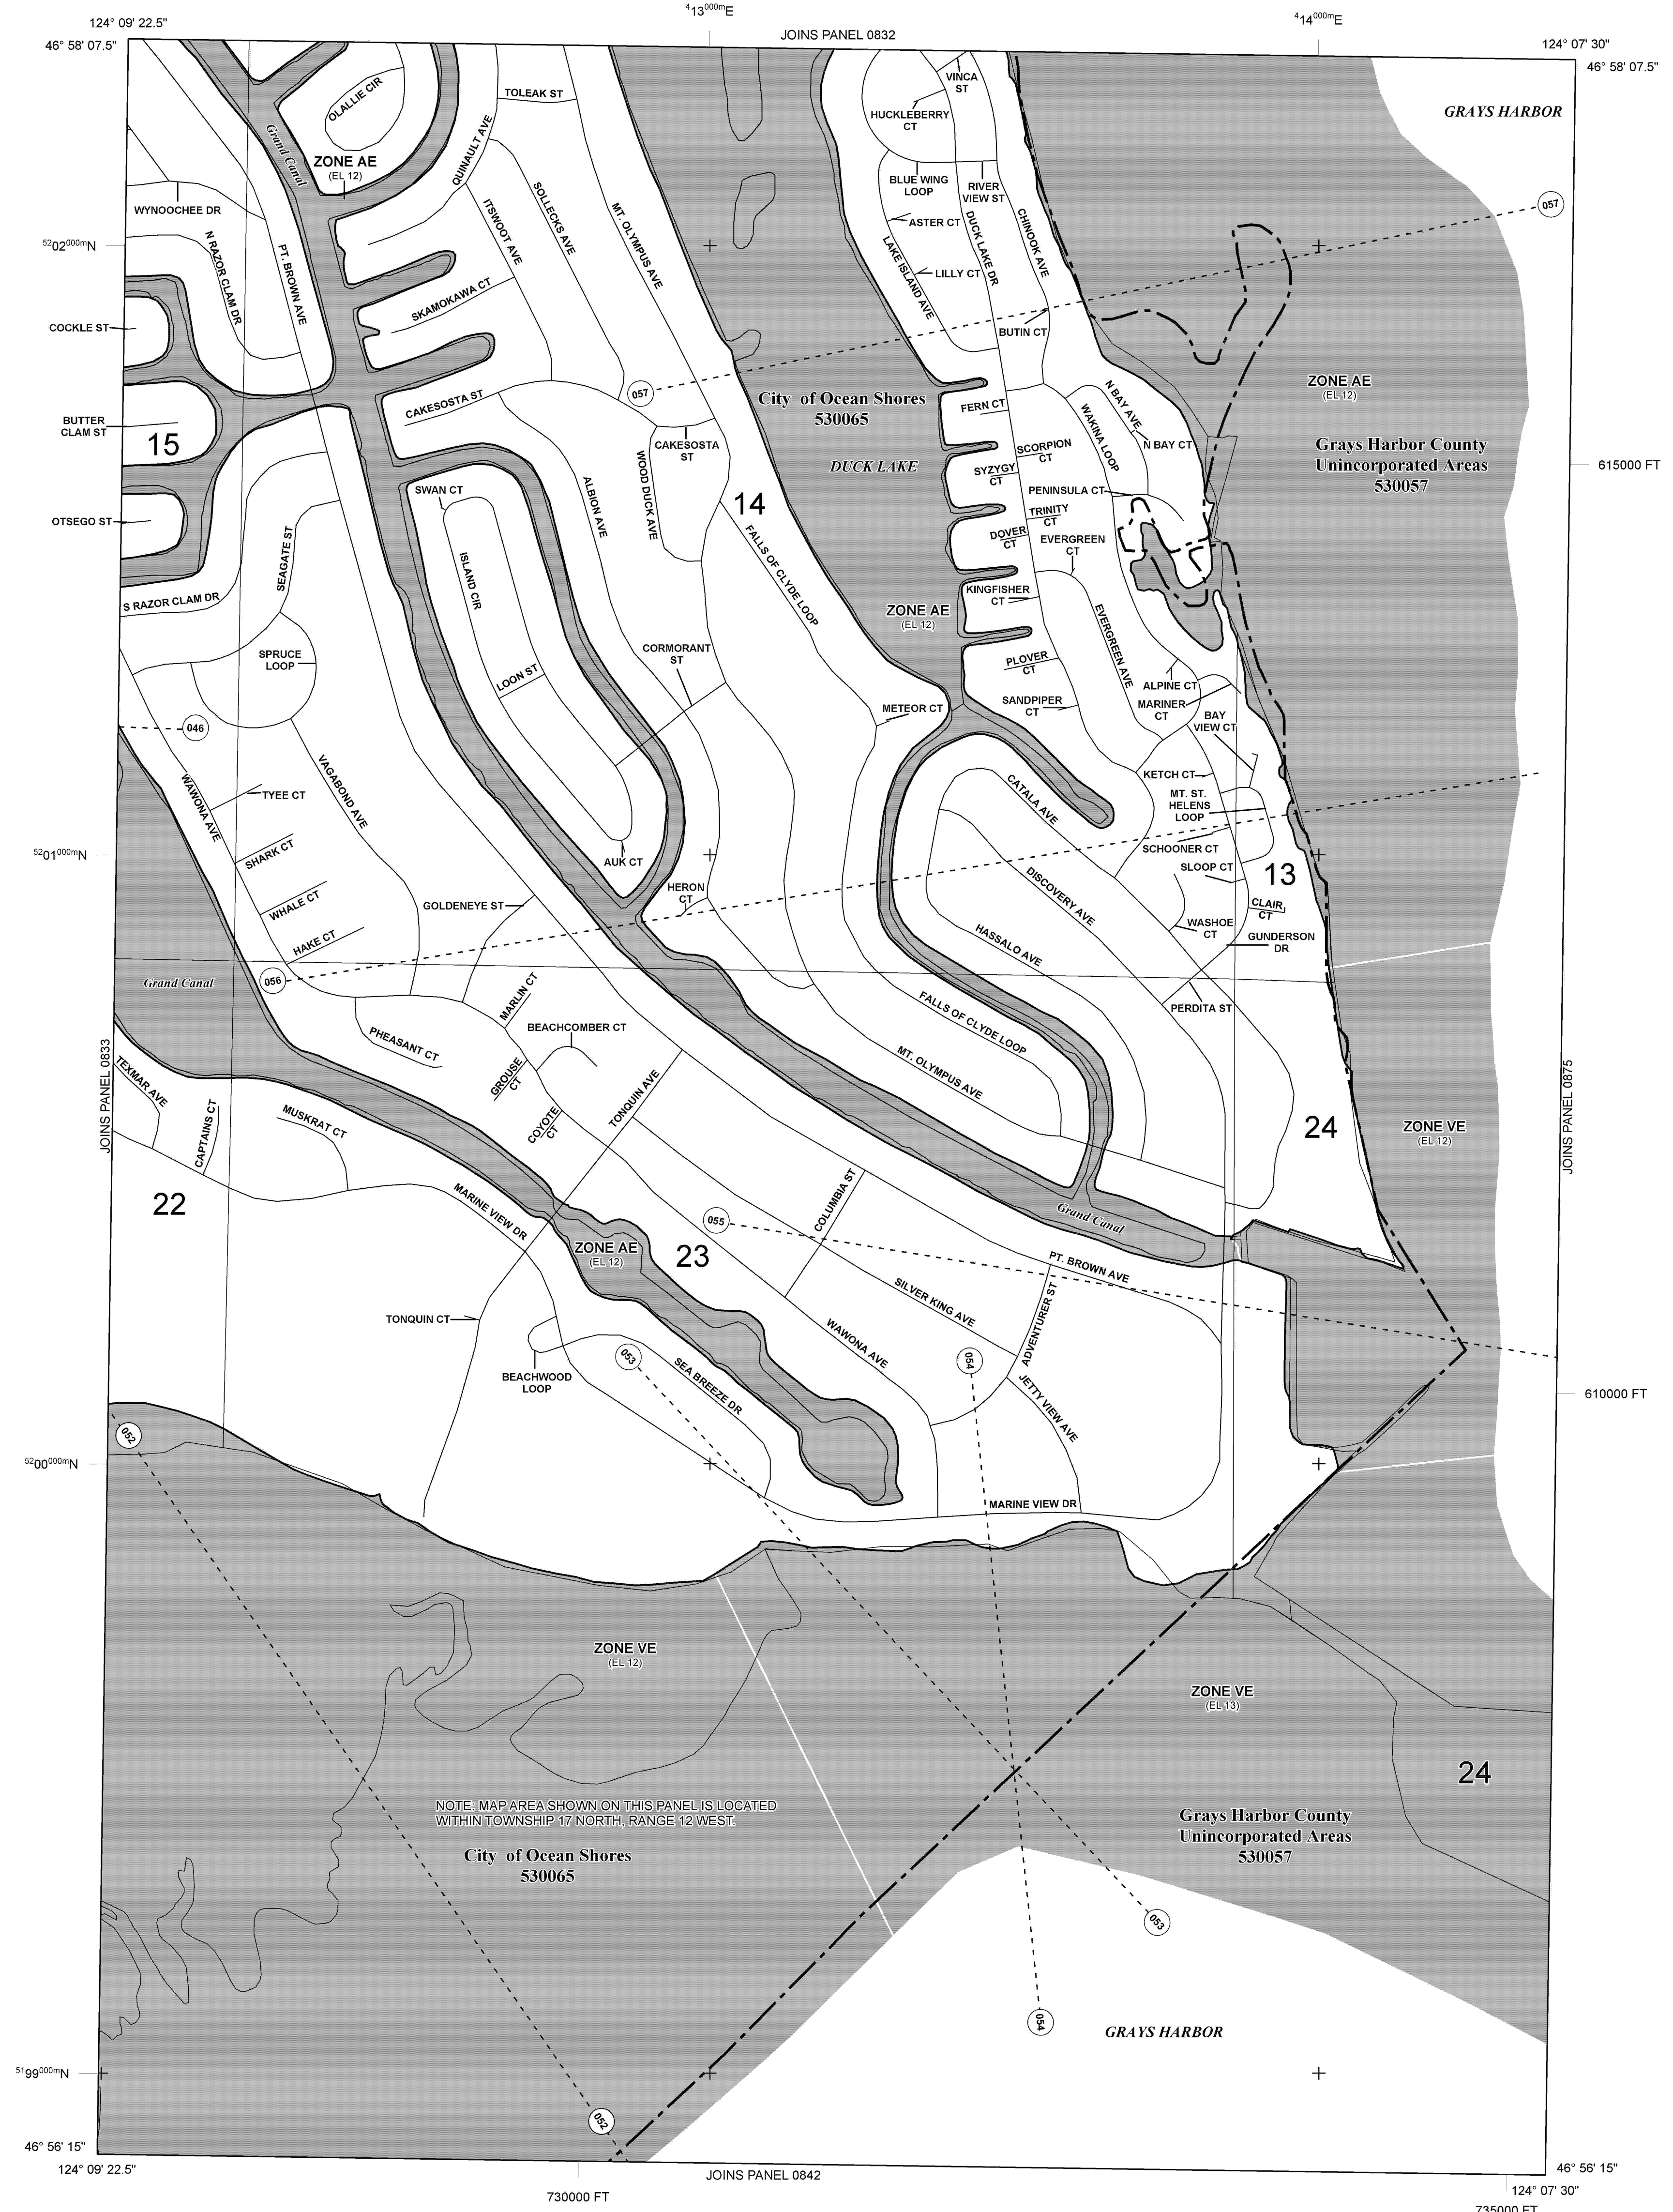 124° 09' 22.5"
413000mE
414000mE
JOINS PANEL 0832
46° 58' 07.5"
124° 07' 30"
46° 58' 07.5"
GRAYS HARBOR
OLALLIE CIR
TOLEAK ST
VINCA
ST
HUCKLEBERRY
CT
Grand Canal
ZONE AE
(EL 12)
QUINAULT AVE
BLUE WING
LOOP
RIVER
VIEW ST
057
WYNOOCHEE DR
ITSWOOT AVE
SOLLECKS AVE
MT. OLYMPUS AVE
ASTER CT
DUCK LAKE DR
CHINOOK AVE
5202000mN
N RAZOR CLAM DR
PT. BROWN AVE
LAKE ISLAND AVE
LILLY CT
SKAMOKAWA CT
COCKLE ST
BUTIN CT
057
City of Ocean Shores
530065
ZONE AE
(EL 12)
CAKESOSTA ST
FERN CT
N BAY AVE
WAKINA LOOP
BUTTER
CLAM ST
15
CAKESOSTA
ST
SCORPION
CT
N BAY CT
Grays Harbor County
Unincorporated Areas
530057
DUCK LAKE
SYZYGY
CT
615000 FT
WOOD DUCK AVE
SWAN CT
ALBION AVE
14
PENINSULA CT
OTSEGO ST
TRINITY
CT
DOVER
CT
EVERGREEN
CT
SEAGATE ST
ISLAND CIR
FALLS OF CLYDE LOOP
S RAZOR CLAM DR
KINGFISHER
CT
ZONE AE
(EL 12)
EVERGREEN AVE
SPRUCE
LOOP
CORMORANT
ST
LOON ST
PLOVER
CT
ALPINE CT
SANDPIPER
CT
MARINER
CT
METEOR CT
BAY
VIEW CT
046
WAWONA AVE
VAGABOND AVE
TYEE CT
KETCH CT
CATALA AVE
MT. ST.
HELENS
LOOP
5201000mN
SHARK CT
AUK CT
SCHOONER CT
SLOOP CT
13
HERON
CT
DISCOVERY AVE
WHALE CT
GOLDENEYE ST
CLAIR
CT
WASHOE
CT
GUNDERSON
DR
HAKE CT
HASSALO AVE
056
Grand Canal
MARLIN CT
PERDITA ST
FALLS OF CLYDE LOOP
BEACHCOMBER CT
PHEASANT CT
JOINS PANEL 0833
TEXMAR AVE
GROUSE
CT
MT. OLYMPUS AVE
JOINS PANEL 0875
TONQUIN AVE
CAPTAINS CT
MUSKRAT CT
COYOTE
CT
24
ZONE VE
(EL 12)
22
MARINE VIEW DR
COLUMBIA ST
055
Grand Canal
ZONE AE
(EL 12)
23
PT. BROWN AVE
SILVER KING AVE
ADVENTURER ST
TONQUIN CT
WAWONA AVE
053
054
BEACHWOOD
LOOP
SEA BREEZE DR
JETTY VIEW AVE
610000 FT
052
5200000mN
MARINE VIEW DR
ZONE VE
(EL 12)
ZONE VE
(EL 13)
24
NOTE: MAP AREA SHOWN ON THIS PANEL IS LOCATED
WITHIN TOWNSHIP 17 NORTH, RANGE 12 WEST.
Grays Harbor County
Unincorporated Areas
530057
City of Ocean Shores
530065
053
054
GRAYS HARBOR
5199000mN
052
46° 56' 15"
124° 09' 22.5"
JOINS PANEL 0842
46° 56' 15"
124° 07' 30"
730000 FT
735000 FT